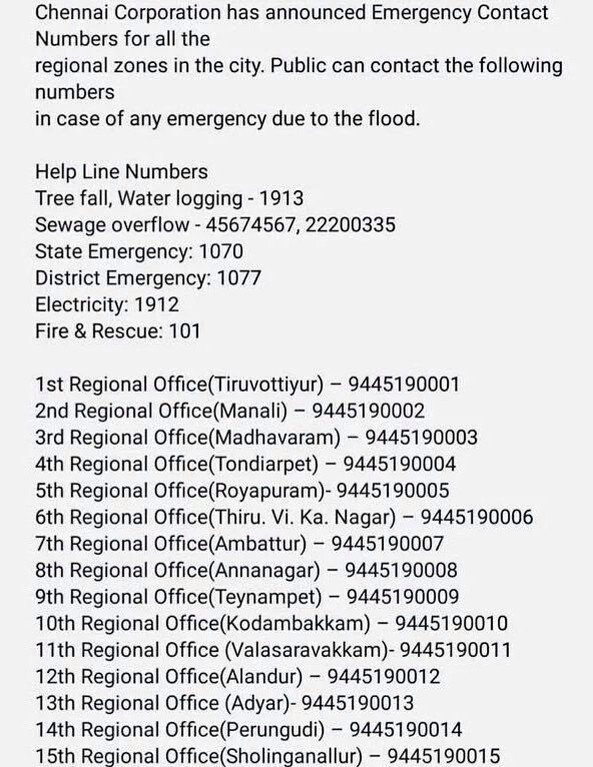 Chennai Corporation has announced Emergency Contact
Numbers for all the
regional zones in the city. Public can contact the following
numbers
in case of any emergency due to the flood.
Help Line Numbers
Tree fall, Water logging - 1913
Sewage overflow - 45674567, 22200335
State Emergency: 1070
District Emergency: 1077
Electricity: 1912
Fire & Rescue: 101
1st Regional Office(Tiruvottiyur) – 9445190001
2nd Regional Office(Manali) – 9445190002
3rd Regional Office(Madhavaram) – 9445190003
4th Regional Office(Tondiarpet) – 9445190004
5th Regional Office(Royapuram)- 9445190005
6th Regional Office(Thiru. Vi. Ka. Nagar) – 9445190006
7th Regional Office(Ambattur) – 9445190007
8th Regional Office(Annanagar) – 9445190008
9th Regional Office(Teynampet) – 9445190009
10th Regional Office(Kodambakkam) – 9445190010
11th Regional Office (Valasaravakkam)- 9445190011
12th Regional Office(Alandur) – 9445190012
13th Regional Office (Adyar)- 9445190013
14th Regional Office(Perungudi) – 9445190014
15th Regional Office(Sholinganallur) – 9445190015